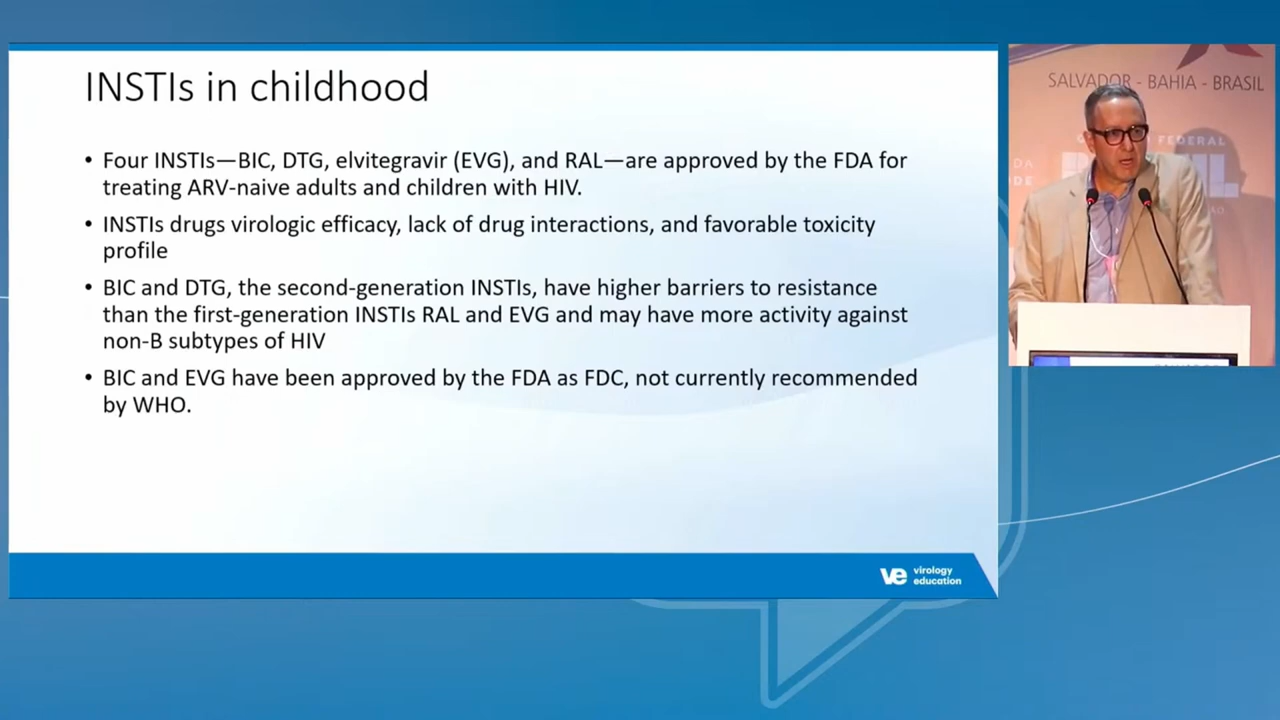 INSTIs in childhood
• Four INSTIs—BIC, DTG, elvitegravir (EVG), and RAL—are approved by the FDA for
treating ARV-naive adults and children with HIV.
• INSTIs drugs virologic efficacy, lack of drug interactions, and favorable toxicity
profile
• BIC and DTG, the second-generation INSTIs, have higher barriers to resistance
than the first-generation INSTIs RAL and EVG and may have more activity against
non-B subtypes of HIV
• BIC and EVG have been approved by the FDA as FDC, not currently recommended
by WHO.
ve virology
education
SALVADOR - BAHIA - BRASIL
FEDERAL